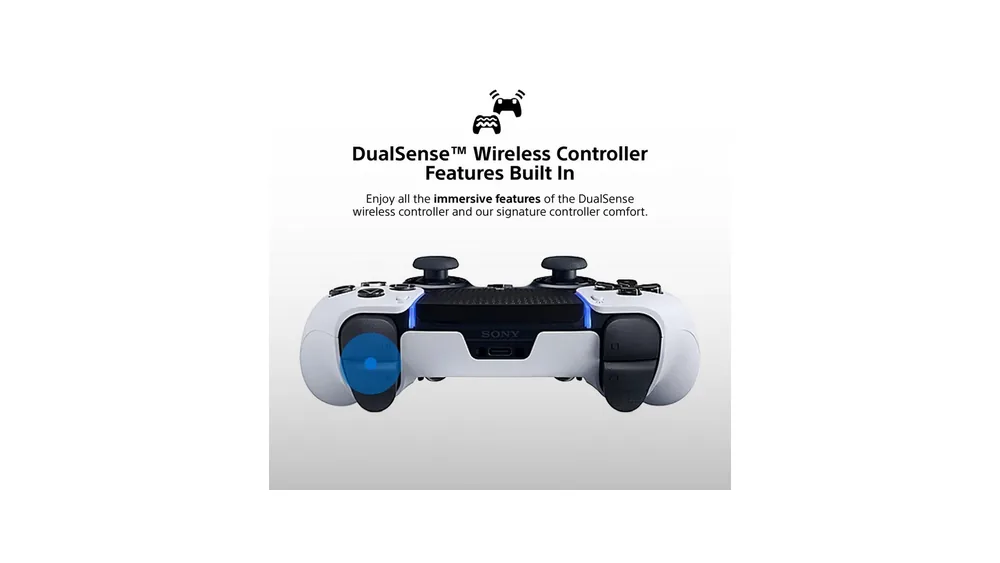 DualSense™ Wireless Controller
Features Built In
Enjoy all the immersive features of the DualSense
wireless controller and our signature controller comfort.
SONY